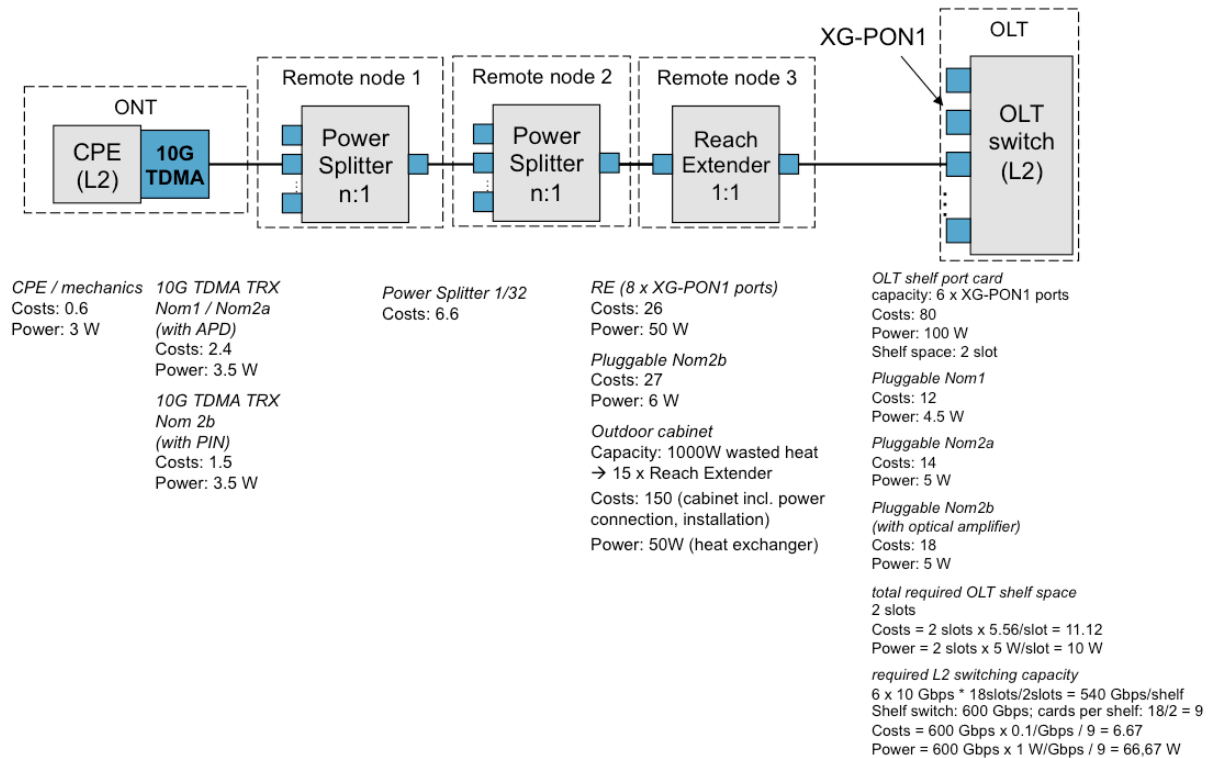 XG-PON1
OLT
Remote node 1
Remote node 2
Remote node 3
ONT
CPE
(L2)
10G
TDMA
Power
Splitter
n:1
Power
Splitter
n:1
Reach
Extender
1:1
OLT
switch
(L2)
CPE / mechanics
Costs: 0.6
Power: 3 W
10G TDMA TRX
Nom1 / Nom2a
(with APD)
Costs: 2.4
Power: 3.5 W
10G TDMA TRX
Nom 2b
(with PIN)
Costs: 1.5
Power: 3.5 W
Power Splitter 1/32
Costs: 6.6
RE (8 x XG-PON1 ports)
Costs: 26
Power: 50 W
Pluggable Nom2b
Costs: 27
Power: 6 W
Outdoor cabinet
Capacity: 1000W wasted heat
→ 15 x Reach Extender
Costs: 150 (cabinet incl. power
connection, installation)
Power: 50W (heat exchanger)
OLT shelf port card
capacity: 6 x XG-PON1 ports
Costs: 80
Power: 100 W
Shelf space: 2 slot
Pluggable Nom1
Costs: 12
Power: 4.5 W
Pluggable Nom2a
Costs: 14
Power: 5 W
Pluggable Nom2b
(with optical amplifier)
Costs: 18
Power: 5 W
total required OLT shelf space
2 slots
Costs = 2 slots x 5.56/slot = 11.12
Power = 2 slots x 5 W/slot = 10 W
required L2 switching capacity
6 x 10 Gbps * 18slots/2slots = 540 Gbps/shelf
Shelf switch: 600 Gbps; cards per shelf: 18/2 = 9
Costs = 600 Gbps x 0.1/Gbps / 9 = 6.67
Power = 600 Gbps x 1 W/Gbps / 9 = 66,67 W